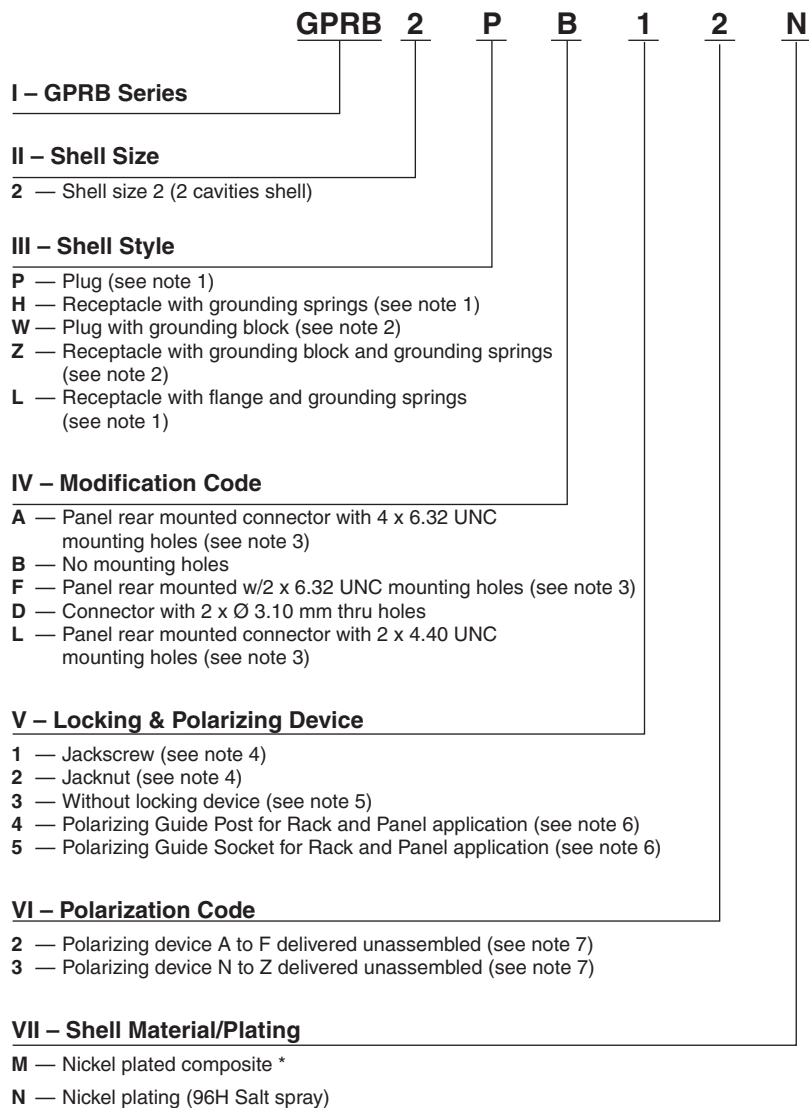 GPRB 2 P B 1 2 N
I – GPRB Series
II – Shell Size
2 — Shell size 2 (2 cavities shell)
III – Shell Style
P — Plug (see note 1)
H — Receptacle with grounding springs (see note 1)
W — Plug with grounding block (see note 2)
Z — Receptacle with grounding block and grounding springs
(see note 2)
L — Receptacle with flange and grounding springs
(see note 1)
IV – Modification Code
A — Panel rear mounted connector with 4 x 6.32 UNC
mounting holes (see note 3)
B — No mounting holes
F — Panel rear mounted w/2 x 6.32 UNC mounting holes (see note 3)
D — Connector with 2 x Ø 3.10 mm thru holes
L — Panel rear mounted connector with 2 x 4.40 UNC
mounting holes (see note 3)
V – Locking & Polarizing Device
1 — Jackscrew (see note 4)
2 — Jacknut (see note 4)
3 — Without locking device (see note 5)
4 — Polarizing Guide Post for Rack and Panel application (see note 6)
5 — Polarizing Guide Socket for Rack and Panel application (see note 6)
VI – Polarization Code
2 — Polarizing device A to F delivered unassembled (see note 7)
3 — Polarizing device N to Z delivered unassembled (see note 7)
VII – Shell Material/Plating
M — Nickel plated composite *
N — Nickel plating (96H Salt spray)